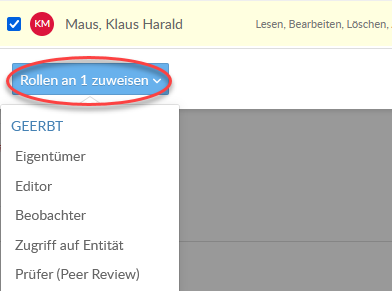 KM Maus, Klaus Harald Lesen, Bearbeiten, Löschen,
Rollen an 1 zuweisen
GEERBT
Eigentümer
Editor
Beobachter
Zugriff auf Entität
Prüfer (Peer Review)